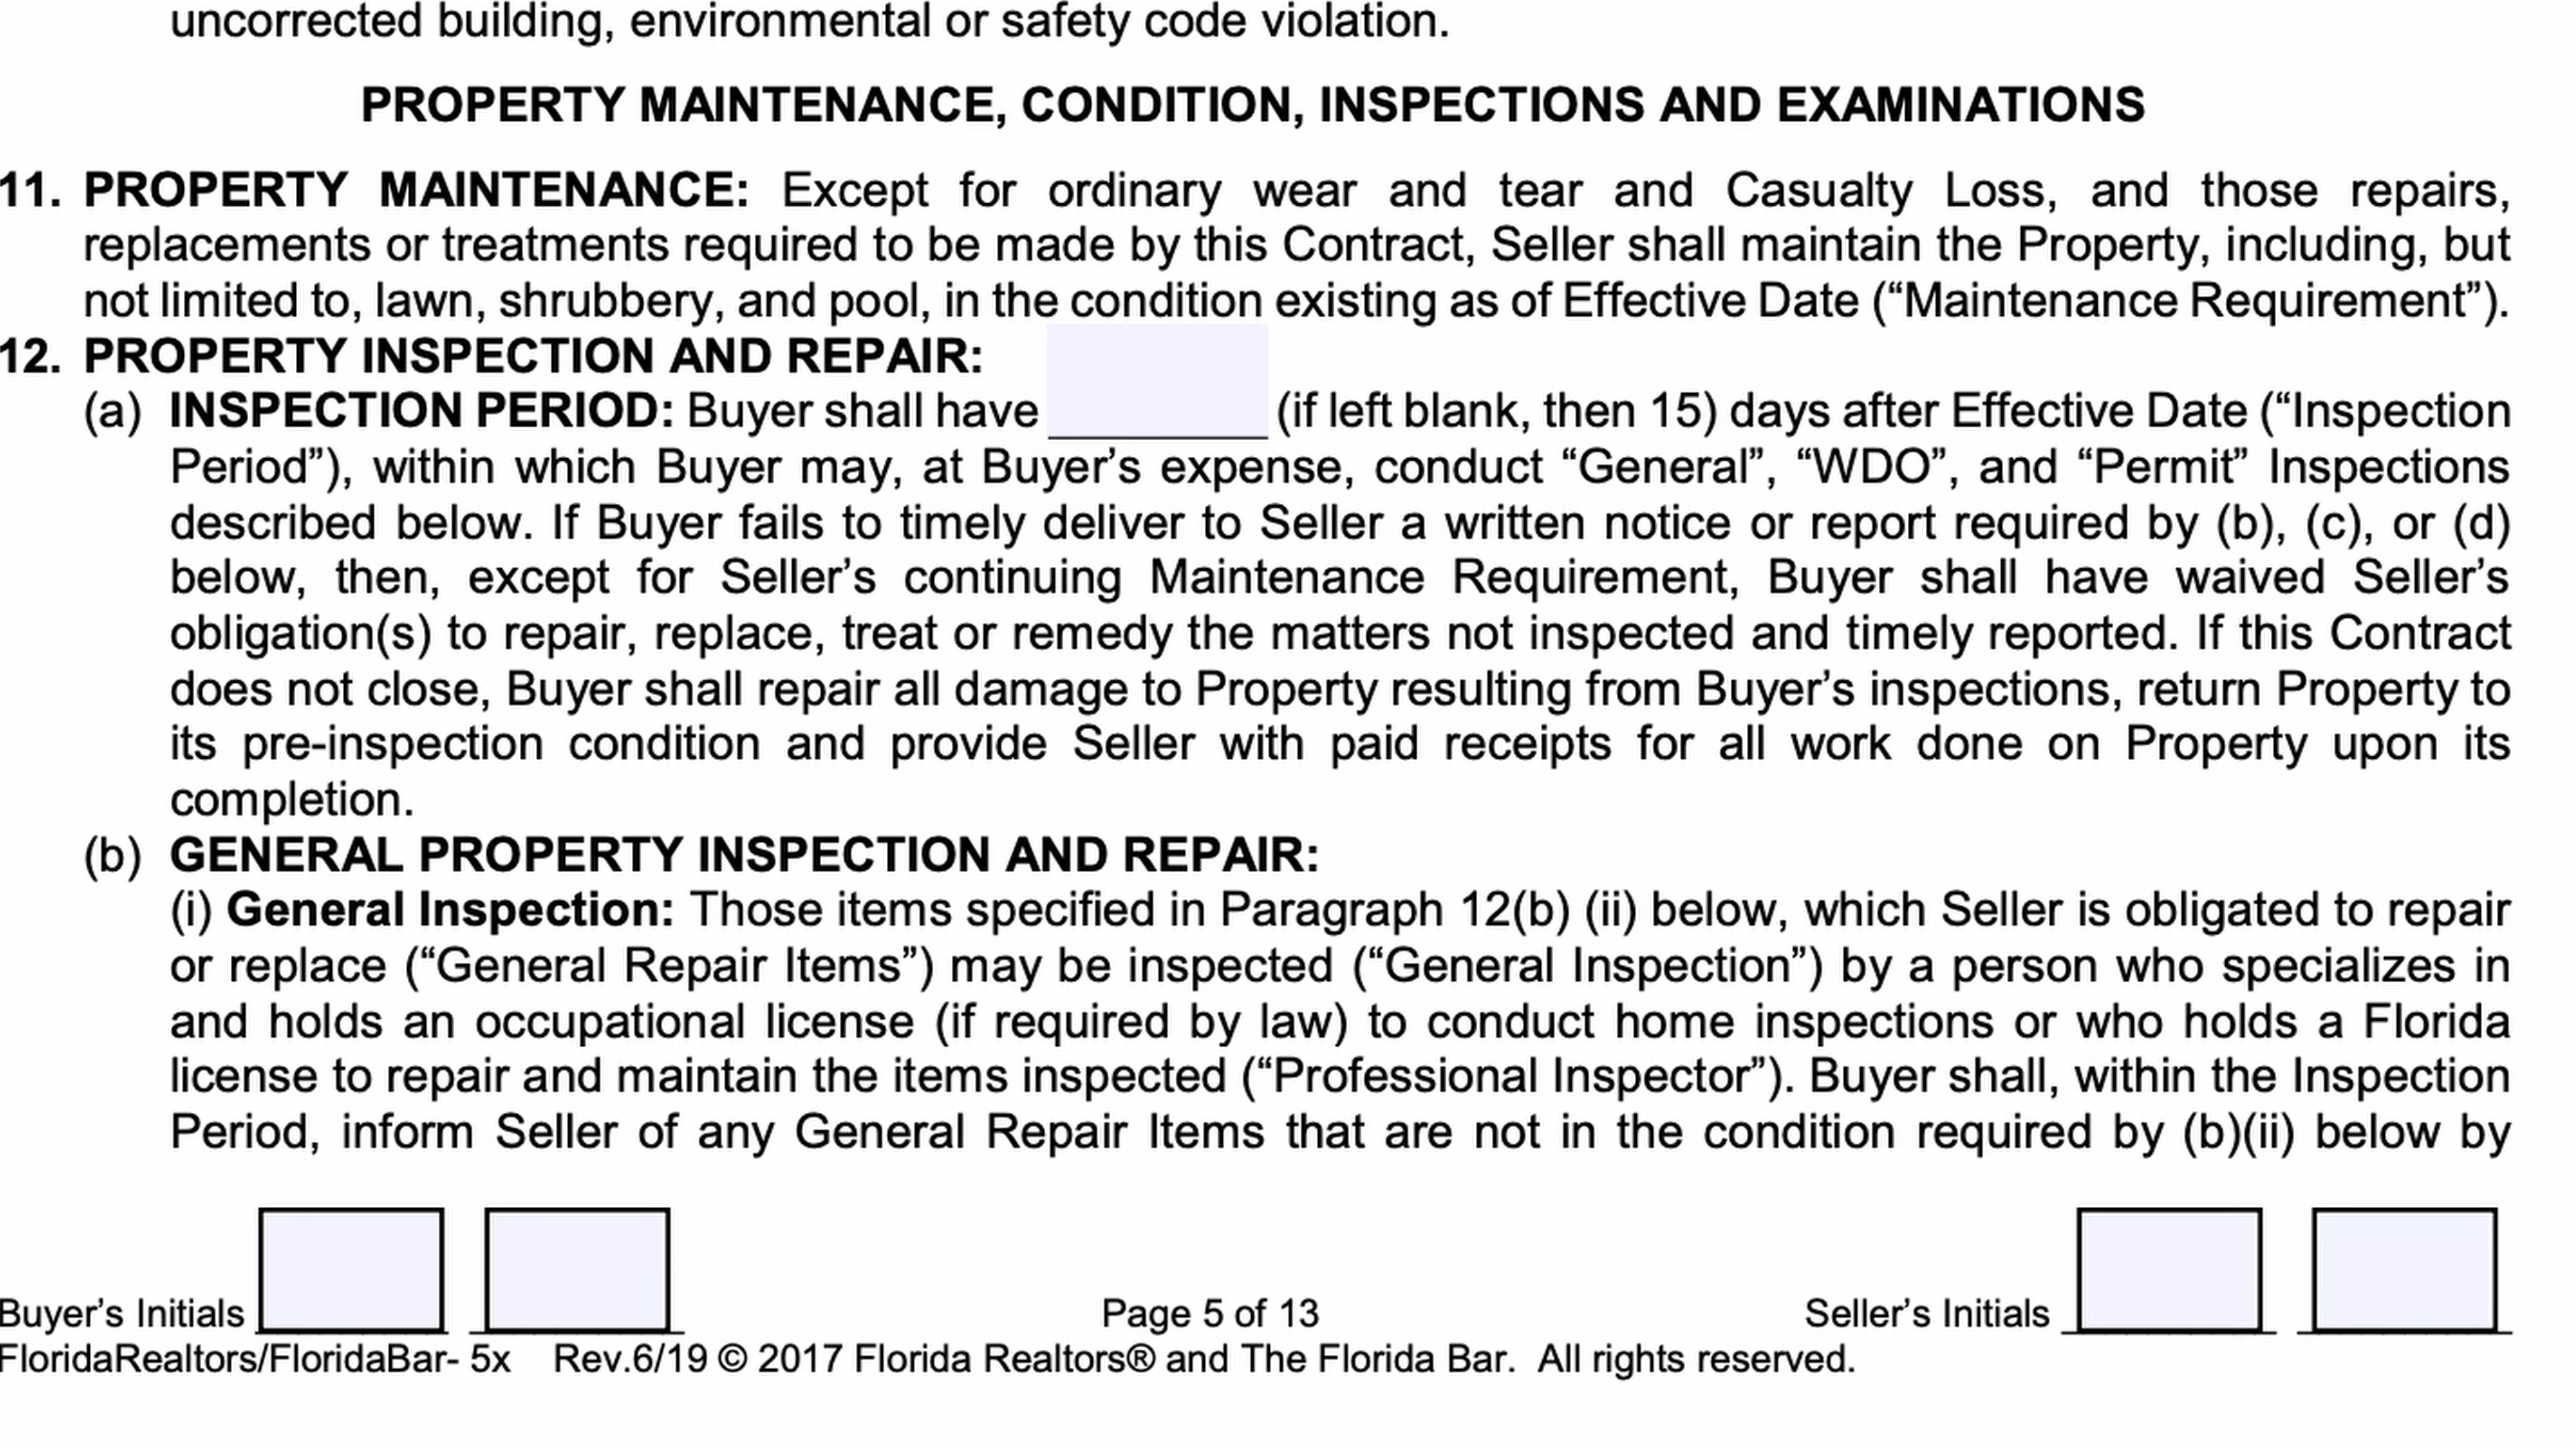 uncorrected building, environmental or safety code violation.
PROPERTY MAINTENANCE, CONDITION, INSPECTIONS AND EXAMINATIONS
11. PROPERTY MAINTENANCE: Except for ordinary wear and tear and Casualty Loss, and those repairs,
replacements or treatments required to be made by this Contract, Seller shall maintain the Property, including, but
not limited to, lawn, shrubbery, and pool, in the condition existing as of Effective Date (“Maintenance Requirement”).
12. PROPERTY INSPECTION AND REPAIR:
(a) INSPECTION PERIOD: Buyer shall have (if left blank, then 15) days after Effective Date (“Inspection
Period”), within which Buyer may, at Buyer’s expense, conduct “General”, “WDO”, and “Permit” Inspections
described below. If Buyer fails to timely deliver to Seller a written notice or report required by (b), (c), or (d)
below, then, except for Seller’s continuing Maintenance Requirement, Buyer shall have waived Seller’s
obligation(s) to repair, replace, treat or remedy the matters not inspected and timely reported. If this Contract
does not close, Buyer shall repair all damage to Property resulting from Buyer’s inspections, return Property to
its pre-inspection condition and provide Seller with paid receipts for all work done on Property upon its
completion.
(b) GENERAL PROPERTY INSPECTION AND REPAIR:
(i) General Inspection: Those items specified in Paragraph 12(b) (ii) below, which Seller is obligated to repair
or replace (“General Repair Items”) may be inspected (“General Inspection”) by a person who specializes in
and holds an occupational license (if required by law) to conduct home inspections or who holds a Florida
license to repair and maintain the items inspected (“Professional Inspector”). Buyer shall, within the Inspection
Period, inform Seller of any General Repair Items that are not in the condition required by (b)(ii) below by
Buyer’s Initials Page 5 of 13 Seller’s Initials
FloridaRealtors/FloridaBar- 5x Rev.6/19 © 2017 Florida Realtors® and The Florida Bar. All rights reserved.